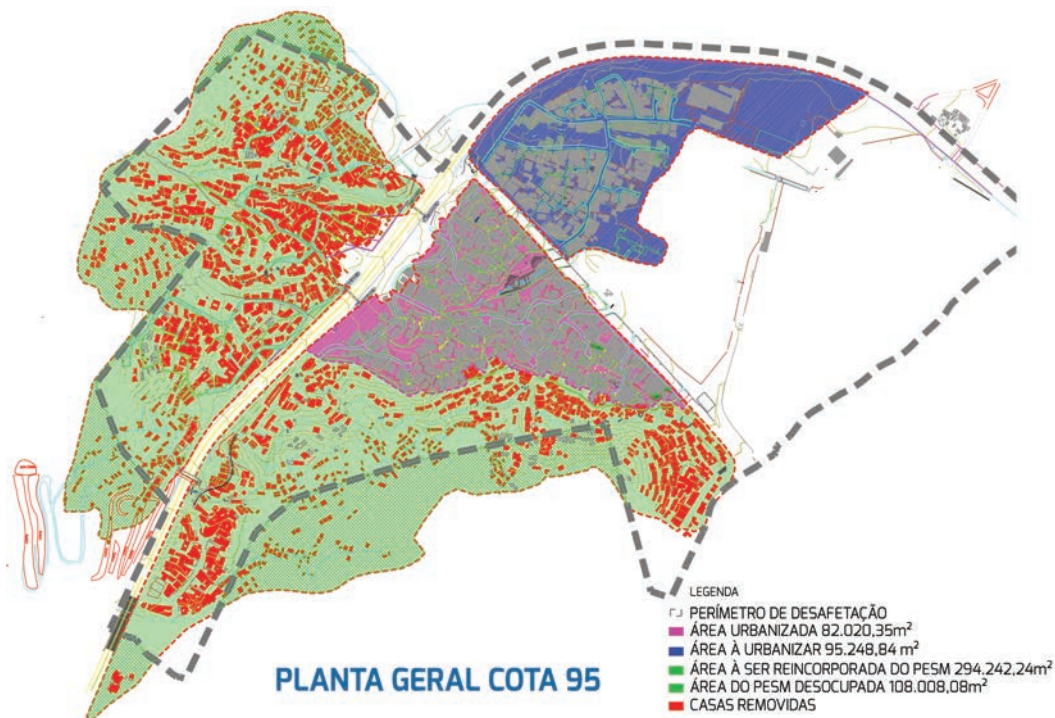 PLANTA GERAL COTA 95
LEGENDA
PERÍMETRO DE DESAFETAÇÃO
ÁREA URBANIZADA 82.020,35m²
ÁREA À URBANIZAR 95.248,84 m²
ÁREA À SER REINCORPORADA DO PESM 294.242,24m²
ÁREA DO PESM DESOCUPADA 108.008,08m²
CASAS REMOVIDAS